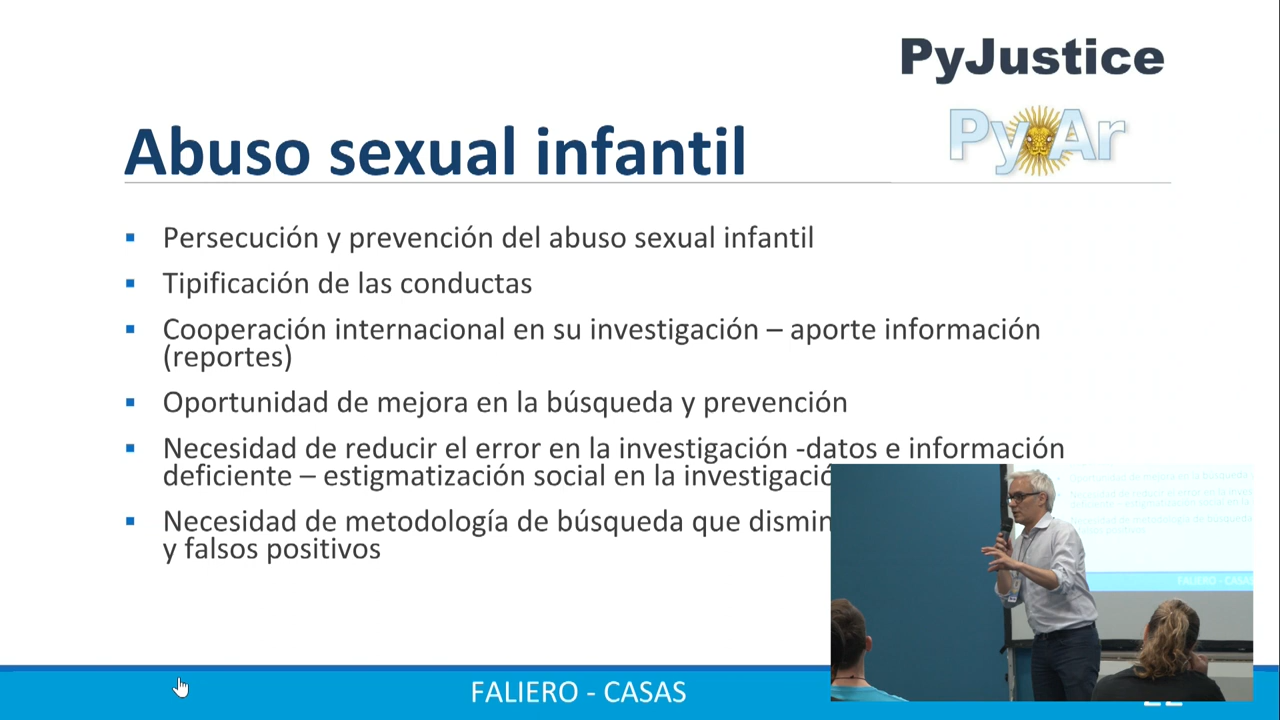 PyJustice
PyAr
Abuso sexual infantil
▪ Persecución y prevención del abuso sexual infantil
▪ Tipificación de las conductas
▪ Cooperación internacional en su investigación – aporte información
(reportes)
▪ Oportunidad de mejora en la búsqueda y prevención
▪ Necesidad de reducir el error en la investigación -datos e información
deficiente – estigmatización social en la
▪ Necesidad de metodología de búsqueda que
y falsos positivos
FALIERO - CASAS
FALIERO - CASAS